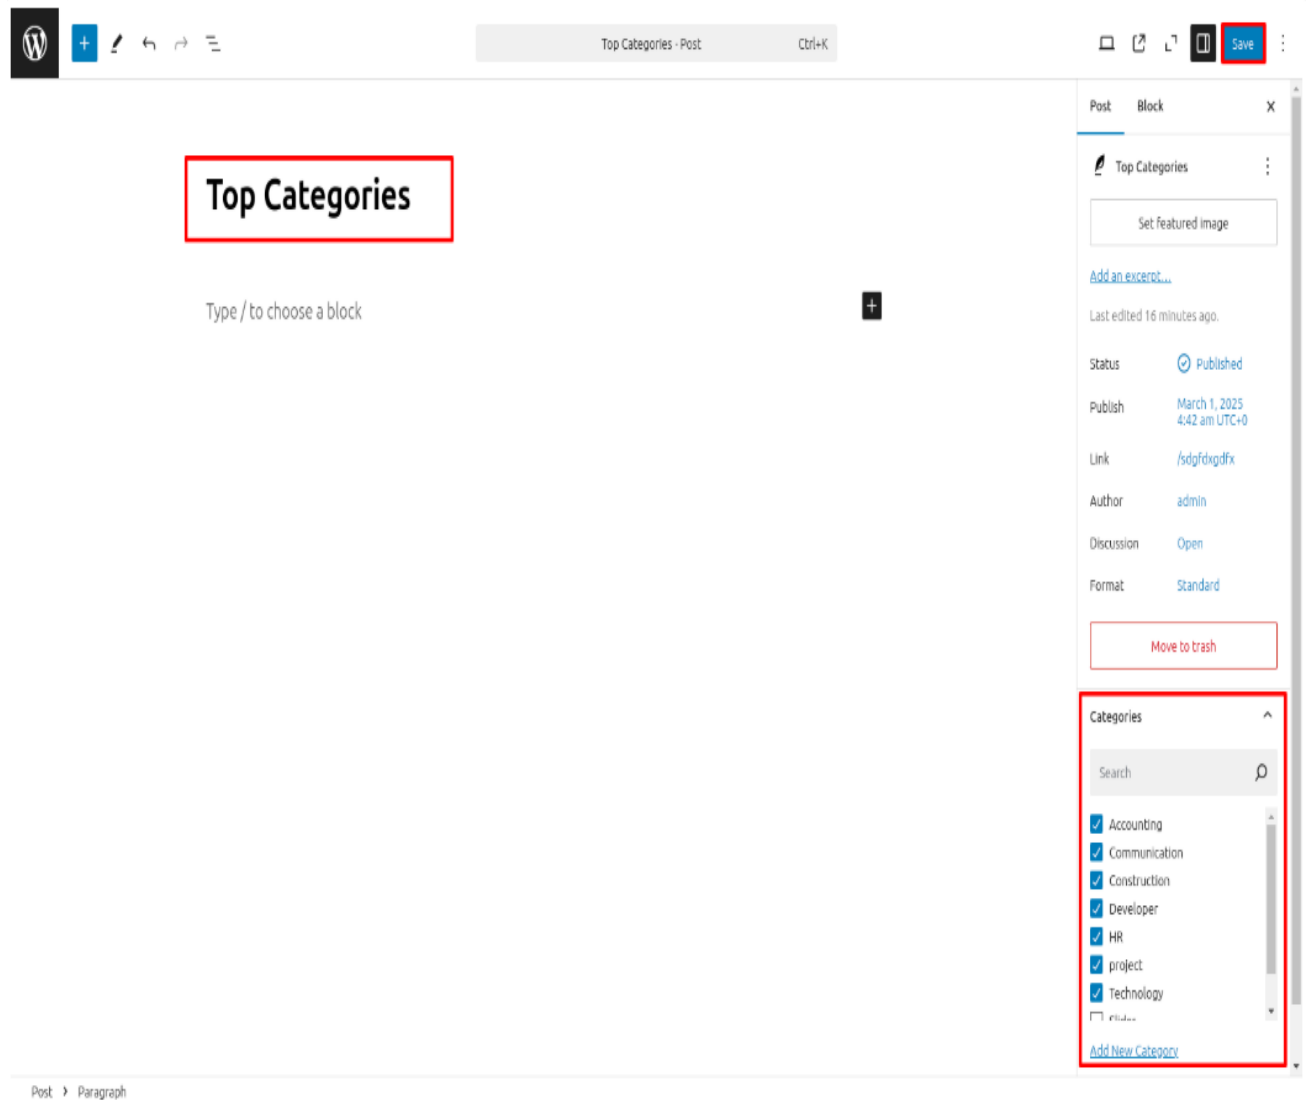 Top Categories · Post Ctrl+K
Save
Post Block
Top Categories
Top Categories
Set featured image
Type / to choose a block
Add an excerpt...
Last edited 16 minutes ago.
Status Published
Publish March 1, 2025
4:42 am UTC+0
Link /sdgfdxgdfx
Author admin
Discussion Open
Format Standard
Move to trash
Categories
Search
Accounting
Communication
Construction
Developer
HR
project
Technology
Add New Category
Post > Paragraph